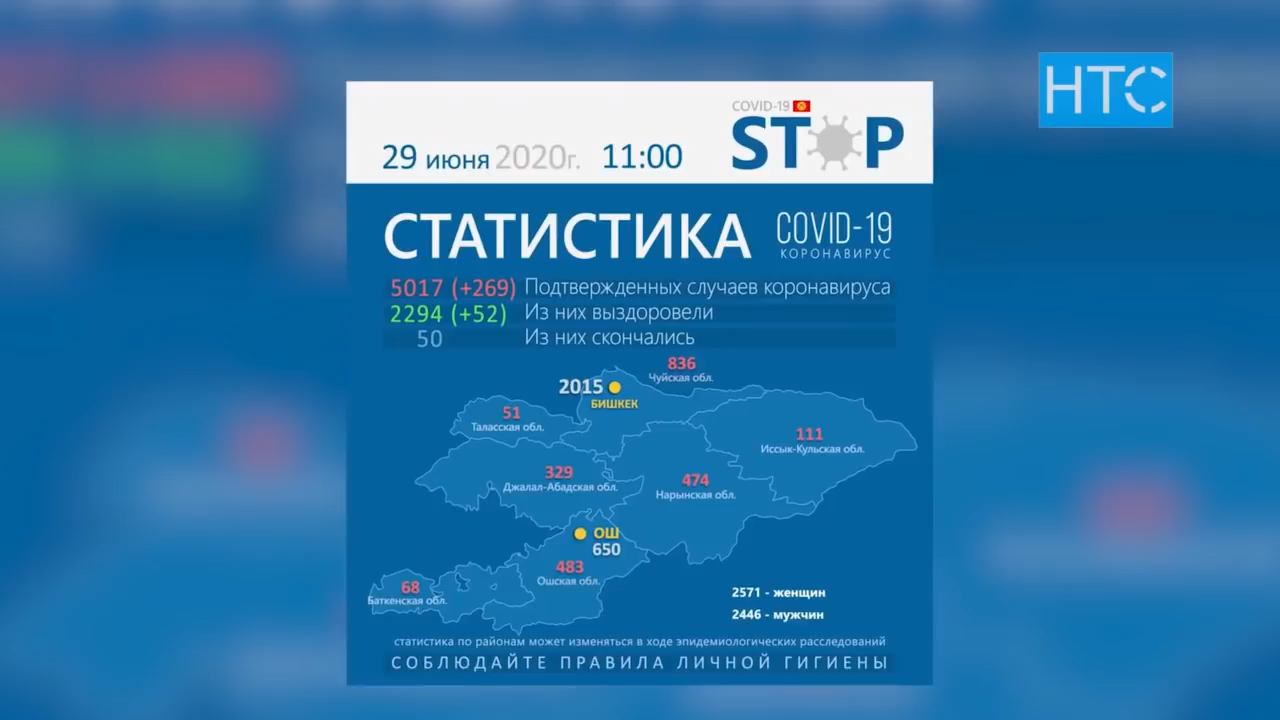 НТС
COVID-19
STOP
29 июня 2020г. 11:00
СТАТИСТИКА COVID-19
КОРОНАВИРУС
5017 (+269) Подтвержденных случаев коронавируса
2294 (+52) Из них выздоровели
50 Из них скончались
836
Чуйская обл.
2015
БИШКЕК
51
Таласская обл.
111
Иссык-Кульская обл.
329
Джалал-Абадская обл.
474
Нарынская обл.
ОШ
650
483
Ошская обл.
68
Баткенская обл.
2571 - женщин
2446 - мужчин
статистика по районам может изменяться в ходе эпидемиологических расследований
СОБЛЮДАЙТЕ ПРАВИЛА ЛИЧНОЙ ГИГИЕНЫ